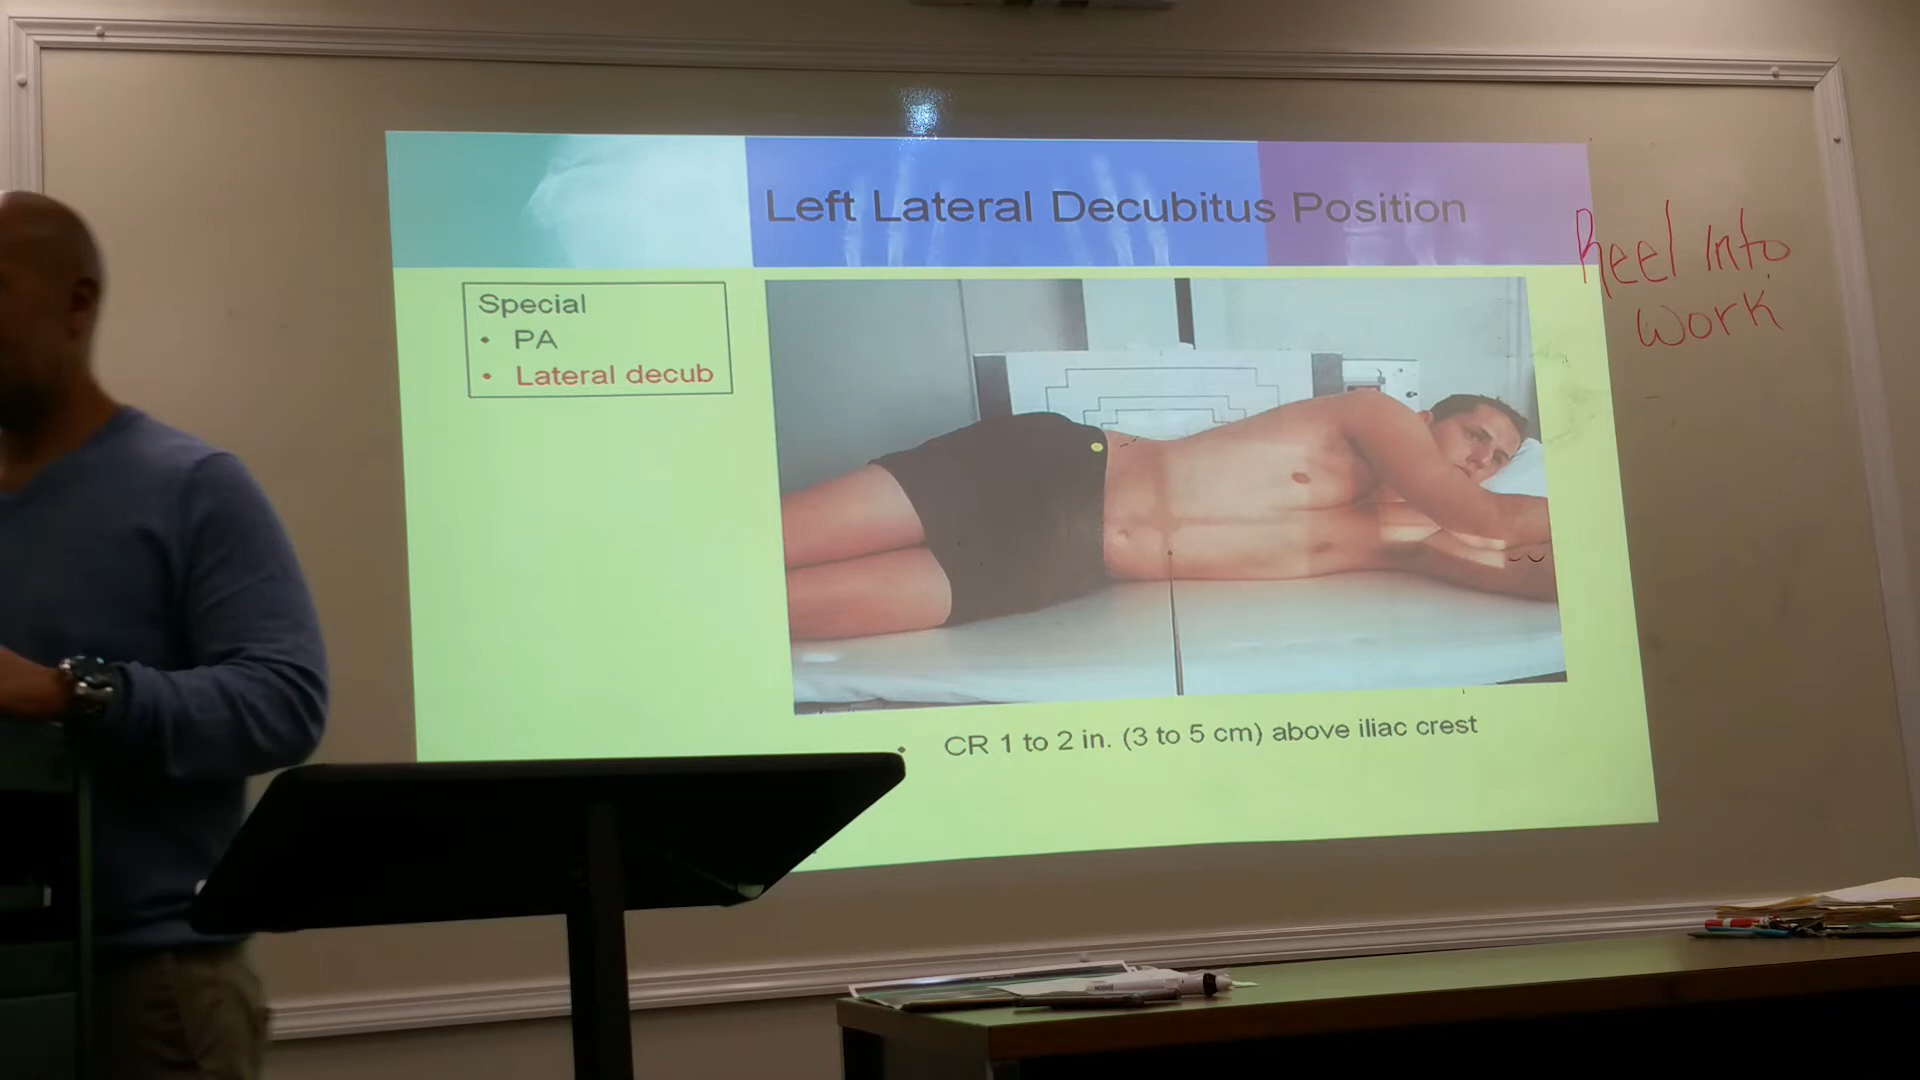 Left Lateral Decubitus Position
Special
• PA
• Lateral decub
• CR 1 to 2 in. (3 to 5 cm) above iliac crest
Reel Into
Work